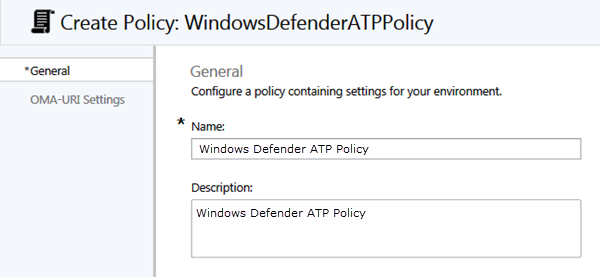 Create Policy: WindowsDefenderATPPolicy
*General
OMA-URI Settings
General
Configure a policy containing settings for your environment.
* Name:
Windows Defender ATP Policy
Description:
Windows Defender ATP Policy